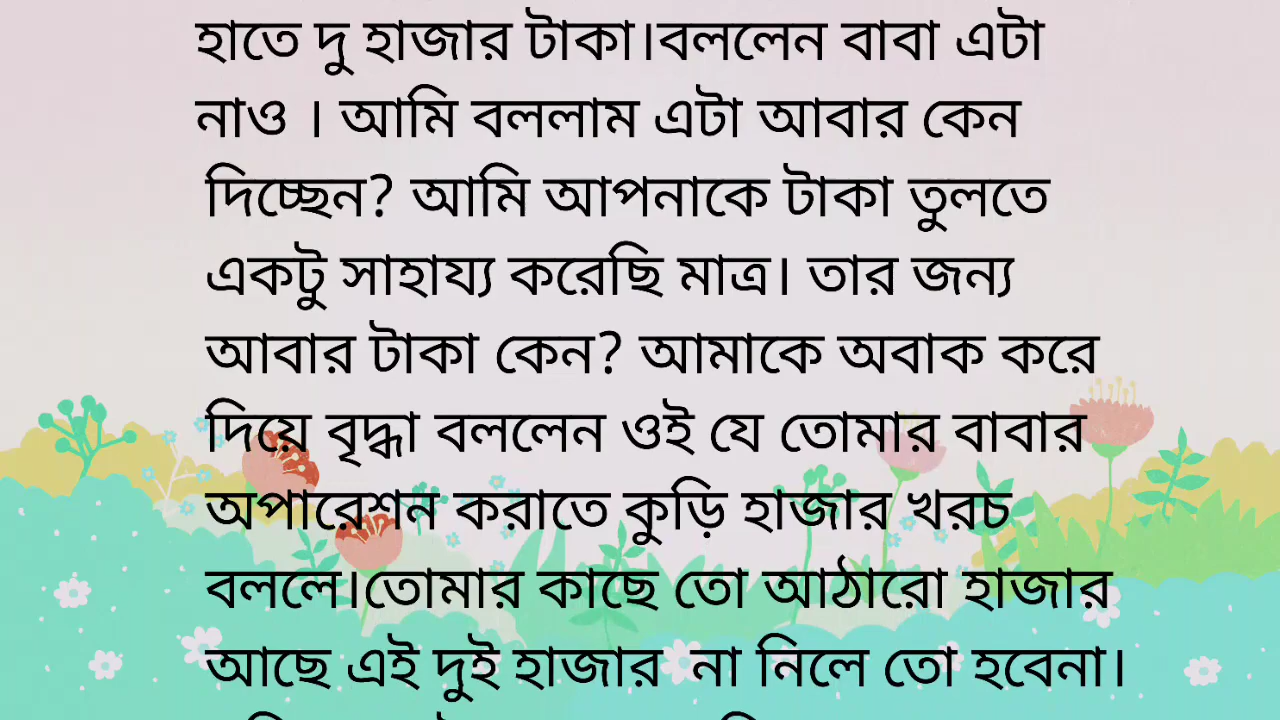 হাতে দু হাজার টাকা।বললেন বাবা এটা
নাও । আমি বললাম এটা আবার কেন
দিচ্ছেন? আমি আপনাকে টাকা তুলতে
একটু সাহায্য করেছি মাত্র। তার জন্য
আবার টাকা কেন? আমাকে অবাক করে
দিয়ে বৃদ্ধা বললেন ওই যে তোমার বাবার
অপারেশন করাতে কুড়ি হাজার খরচ
বললে।তোমার কাছে তো আঠারো হাজার
আছে এই দুই হাজার না নিলে তো হবেনা।